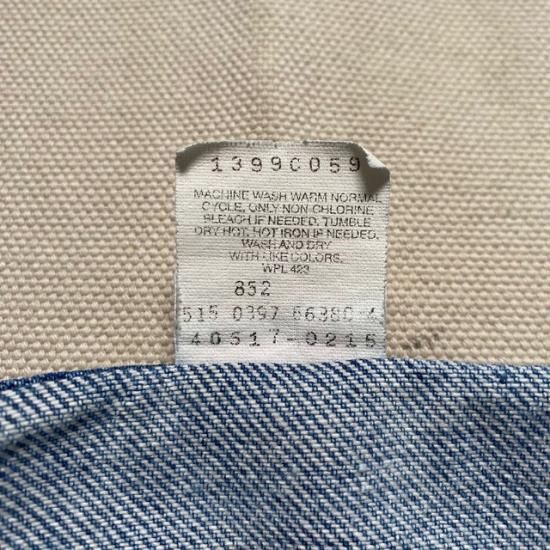 13990059
MACHINE WASH WARM NORMAL
CYCLE, ONLY NON-CHLORINE
BLEACH IF NEEDED, TUMBLE
DRY HOT, HOT IRON IF NEEDED,
WASH AND DRY
WITH LIKE COLORS,
WPL 423
852
515 0397 66380 4
40517-0215